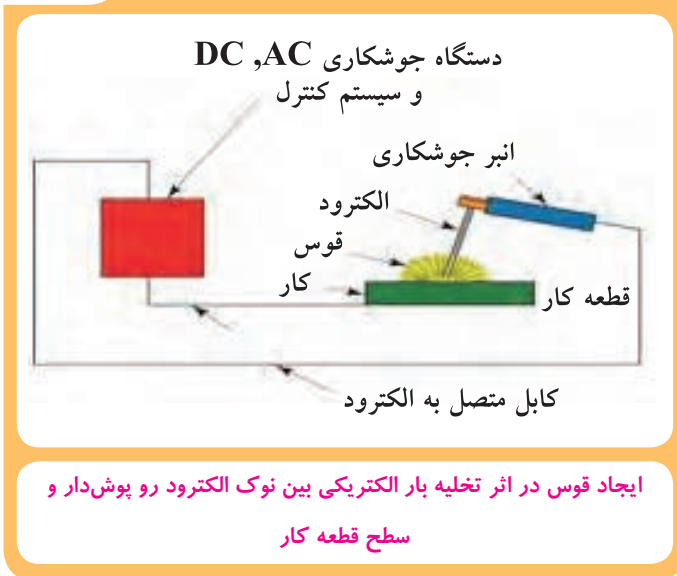 دستگاه جوشکاری DC ,AC
و سیستم کنترل
انبر جوشکاری
الکترود
قوس
کار
قطعه کار
کابل متصل به الکترود
ایجاد قوس در اثر تخلیه بار الکتریکی بین نوک الکترود رو پوش‌دار و
سطح قطعه کار